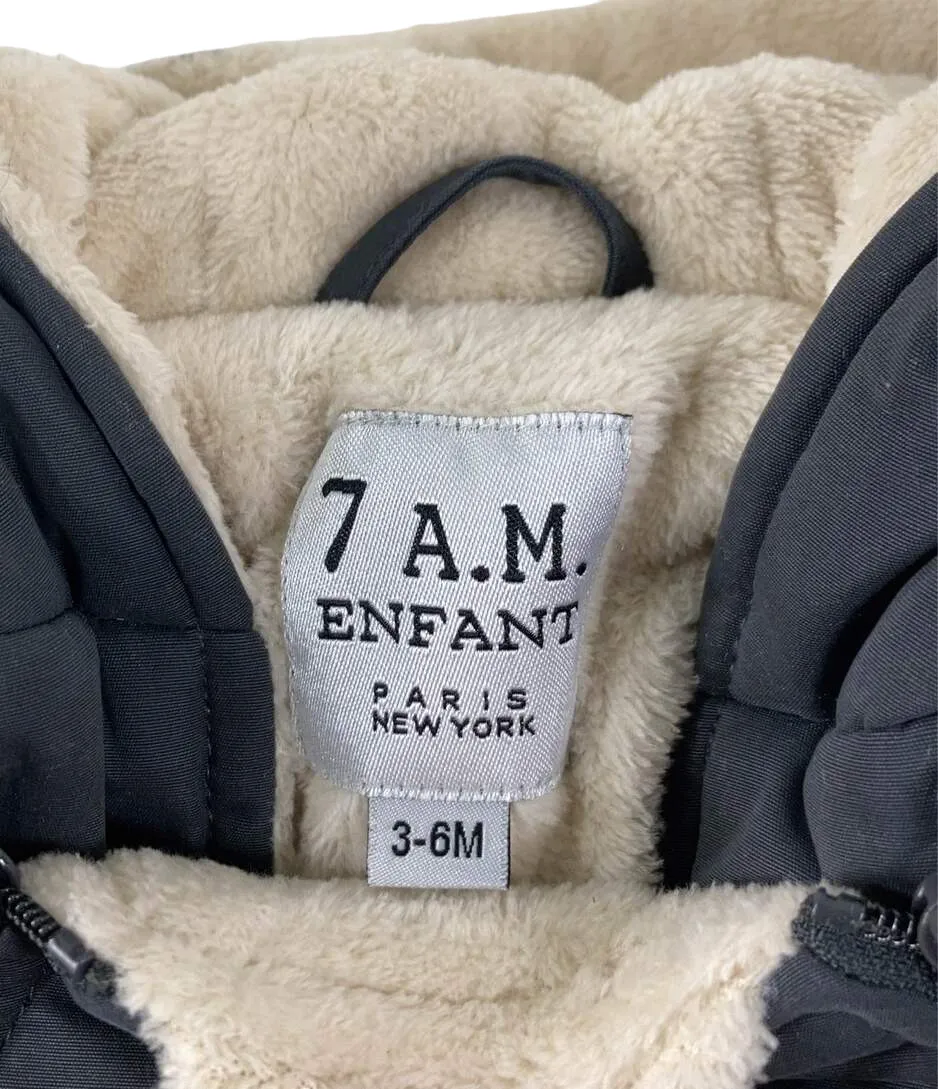 7 A.M.
ENFANT
PARIS
NEW YORK
3-6M